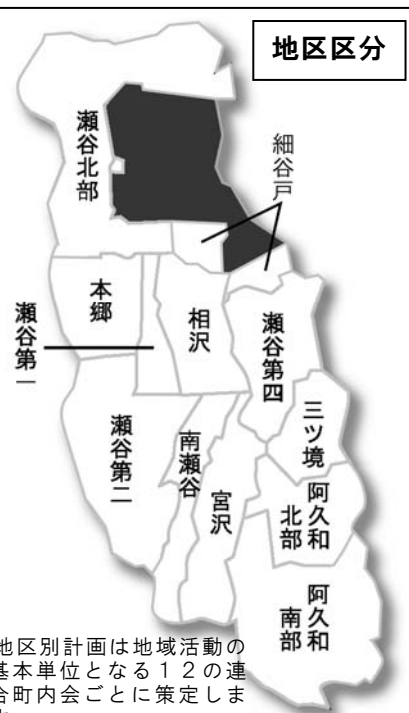 地区区分
瀬谷北部
細谷戸
本郷
瀬谷第一
相沢
瀬谷第四
瀬谷第二
南瀬谷
宮沢
三ツ境
阿久和
北部
阿久和
南部
地区別計画は地域活動の
基本単位となる１２の連
合町内会ごとに策定しま